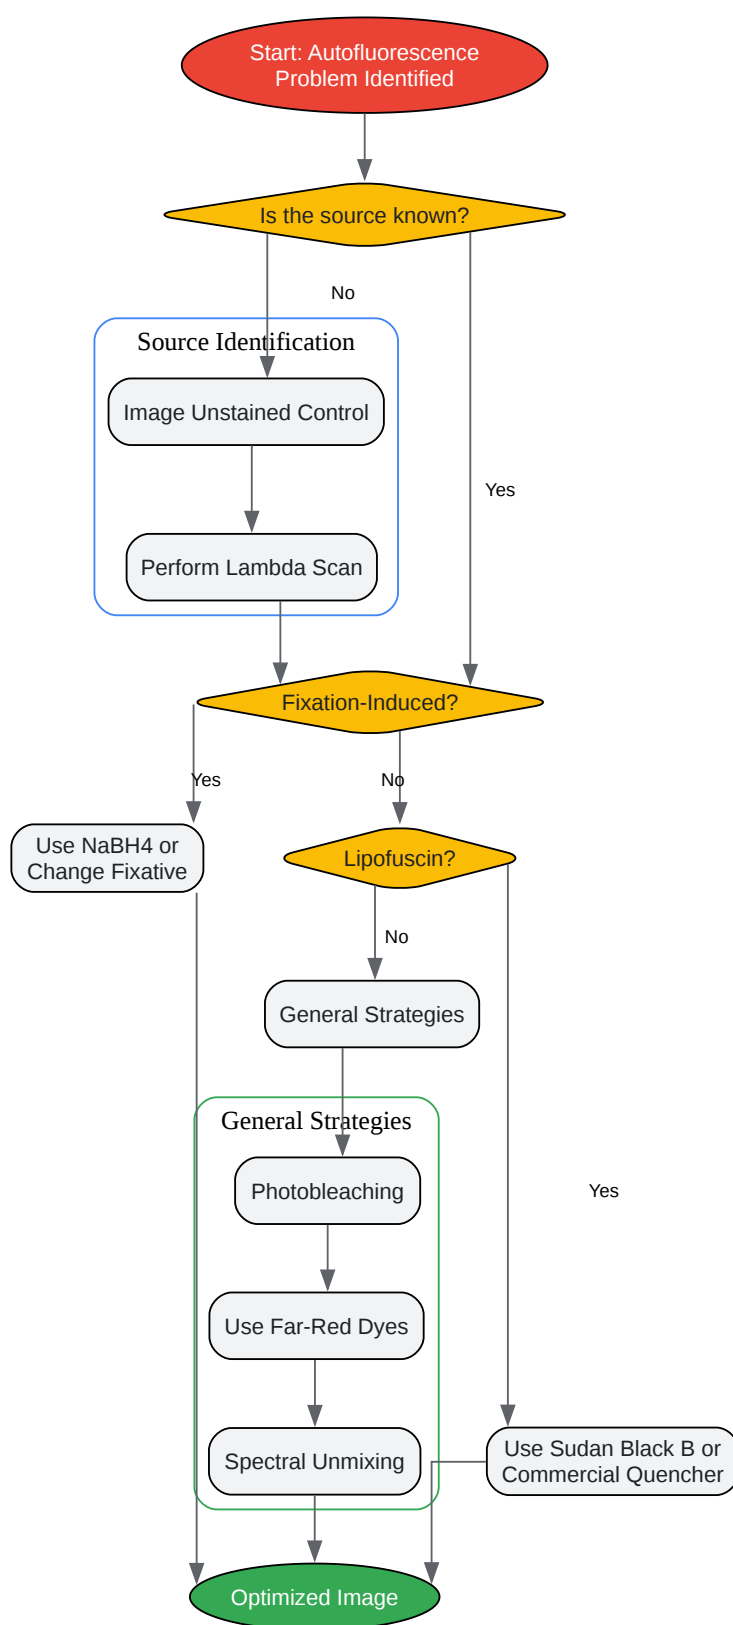 Start: Autofluorescence
Problem Identified
Is the source known?
No
Source Identification
Image Unstained Control
Yes
Perform Lambda Scan
Fixation-Induced?
Yes
No
Use NaBH4 or
Change Fixative
Lipofuscin?
No
General Strategies
General Strategies
Photobleaching
Yes
Use Far-Red Dyes
Spectral Unmixing
Use Sudan Black B or
Commercial Quencher
Optimized Image